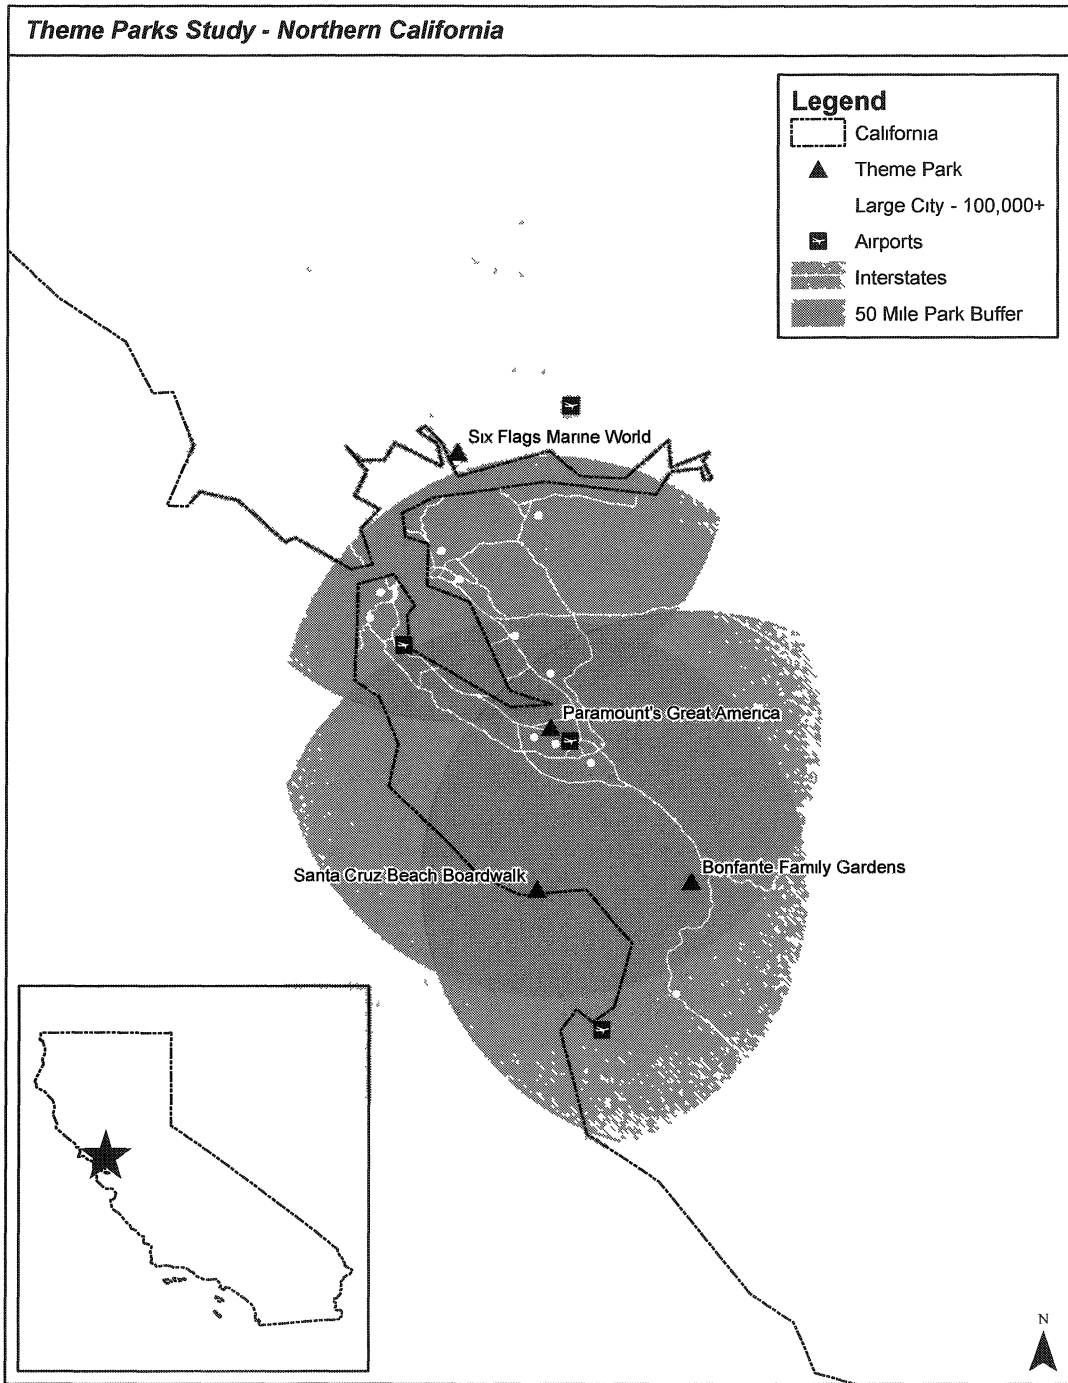 Theme Parks Study - Northern California
Legend
California
Theme Park
Large City - 100,000+
Airports
Interstates
50 Mile Park Buffer
Six Flags Marine World
Paramount's Great America
Santa Cruz Beach Boardwalk
Bonfante Family Gardens
N